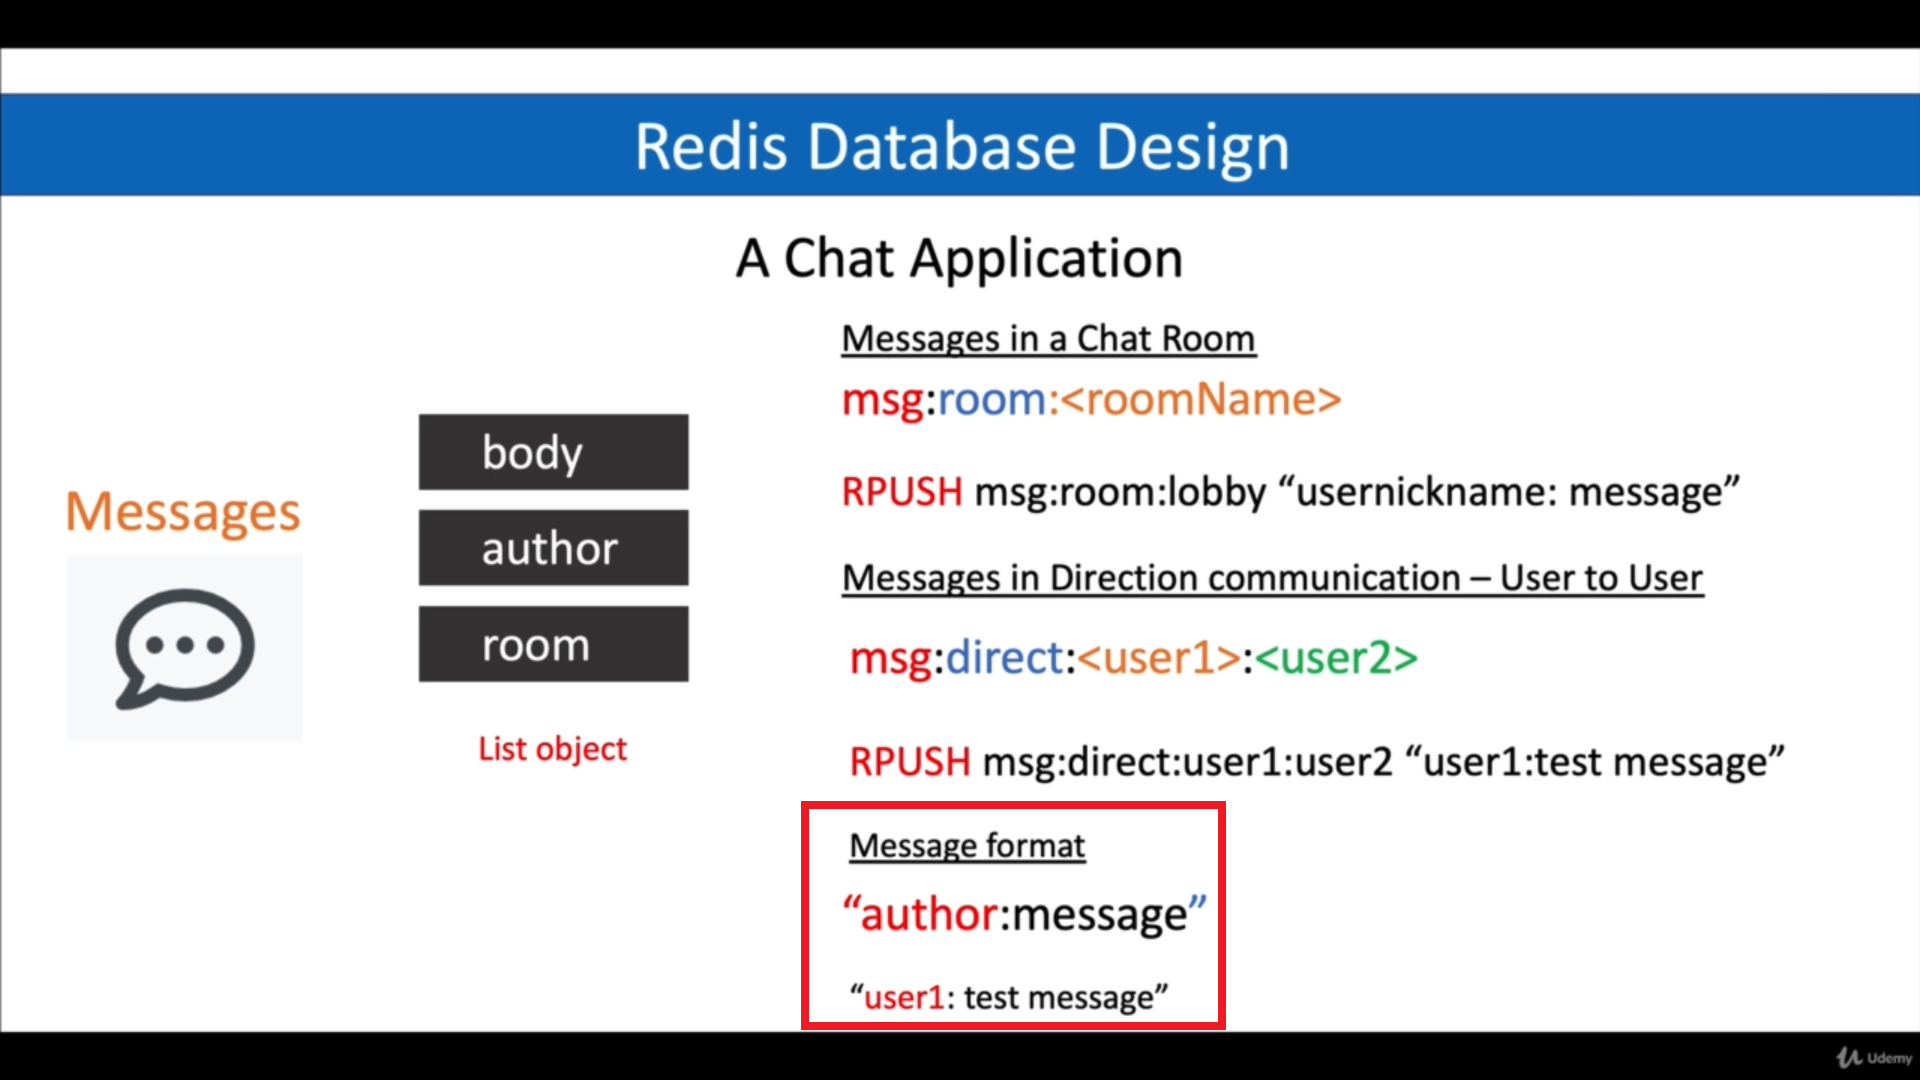 Redis Database Design
A Chat Application
Messages
body
author
room
List object
Messages in a Chat Room
msg:room:<roomName>
RPUSH msg:room:lobby “usernickname: message”
Messages in Direction communication – User to User
msg:direct:<user1>:<user2>
RPUSH msg:direct:user1:user2 “user1:test message”
Message format
“author:message”
“user1: test message”
Udemy